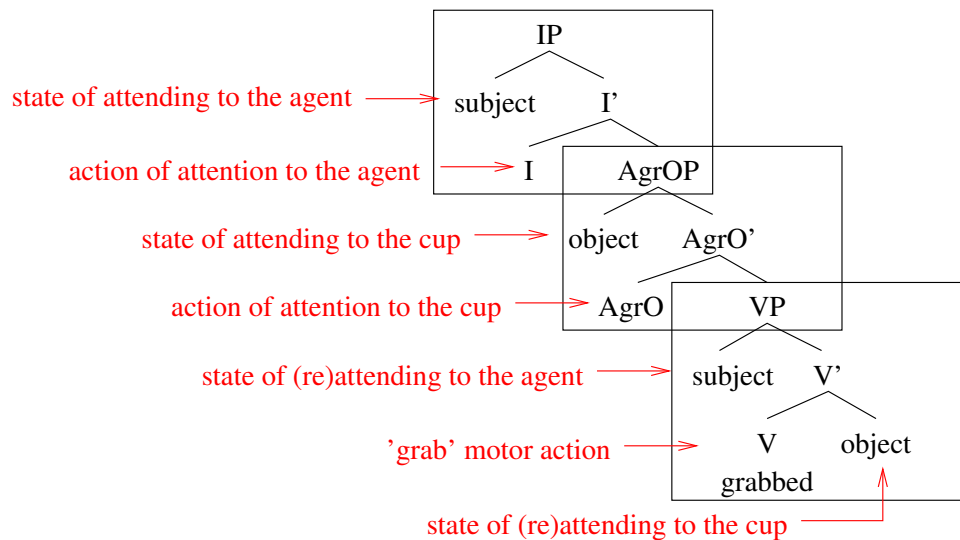 IP
state of attending to the agent
subject
I'
action of attention to the agent
I
AgrOP
state of attending to the cup
object
AgrO'
action of attention to the cup
AgrO
VP
state of (re)attending to the agent
subject
V'
'grab' motor action
V
object
grabbed
state of (re)attending to the cup